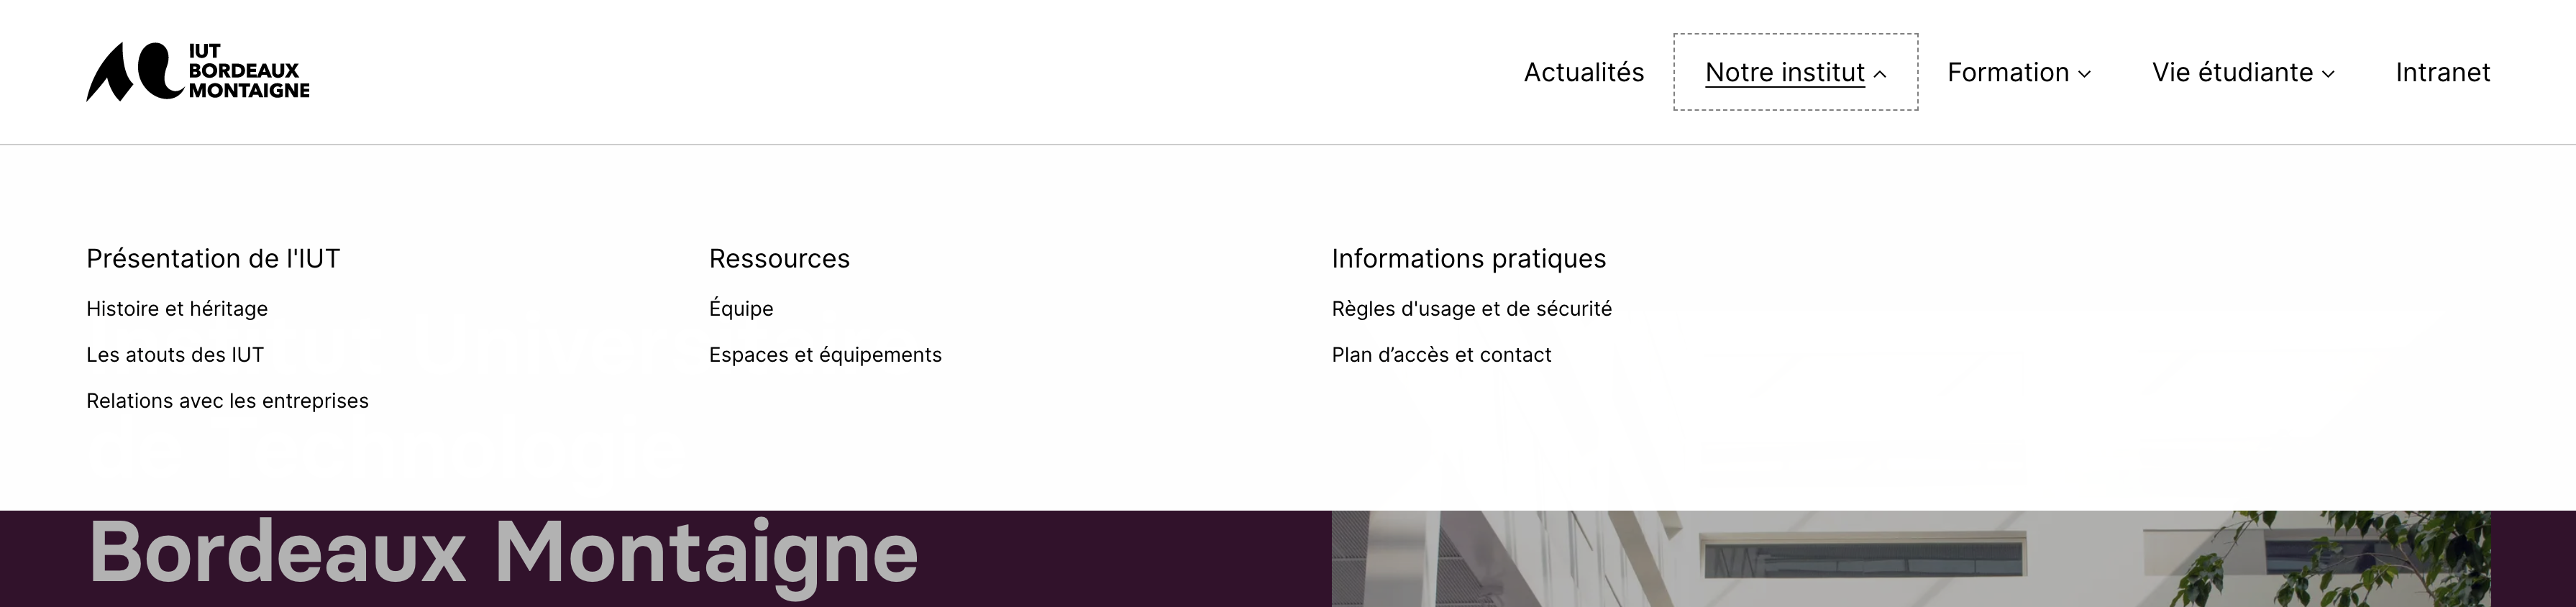 IUT
BORDEAUX
MONTAIGNE
Actualités
Notre institut
Formation
Vie étudiante
Intranet
Présentation de l'IUT
Histoire et héritage
Les atouts des IUT
Relations avec les entreprises
Ressources
Équipe
Espaces et équipements
Informations pratiques
Règles d'usage et de sécurité
Plan d’accès et contact
Bordeaux Montaigne